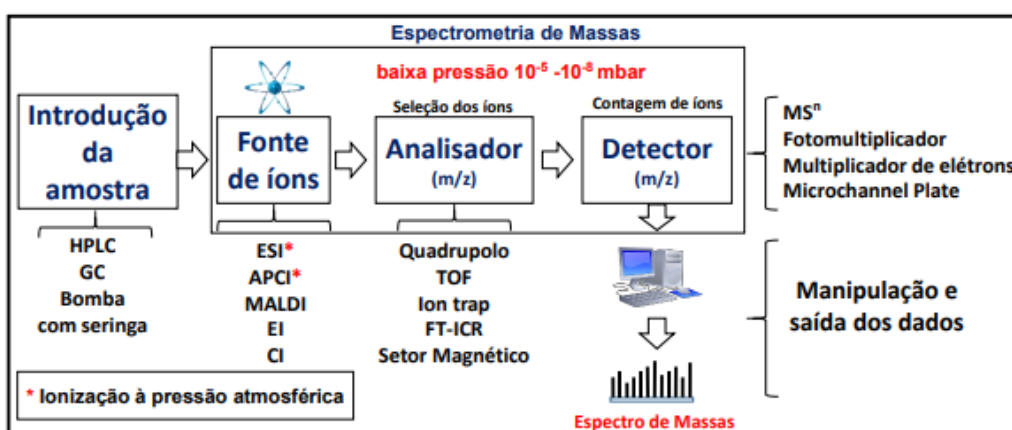 Espectrometria de Massas
baixa pressão 10⁻⁵ -10⁻⁸ mbar
Introdução
da
amostra
HPLC
GC
Bomba
com seringa
Fonte
de íons
ESI*
APCI*
MALDI
EI
CI
Seleção dos íons
Analisador
(m/z)
Quadrupolo
TOF
Ion trap
FT-ICR
Setor Magnético
Contagem de íons
Detector
(m/z)
MSⁿ
Fotomultiplicador
Multiplicador de elétrons
Microchannel Plate
Manipulação e
saída dos dados
Espectro de Massas
* Ionização à pressão atmosférica